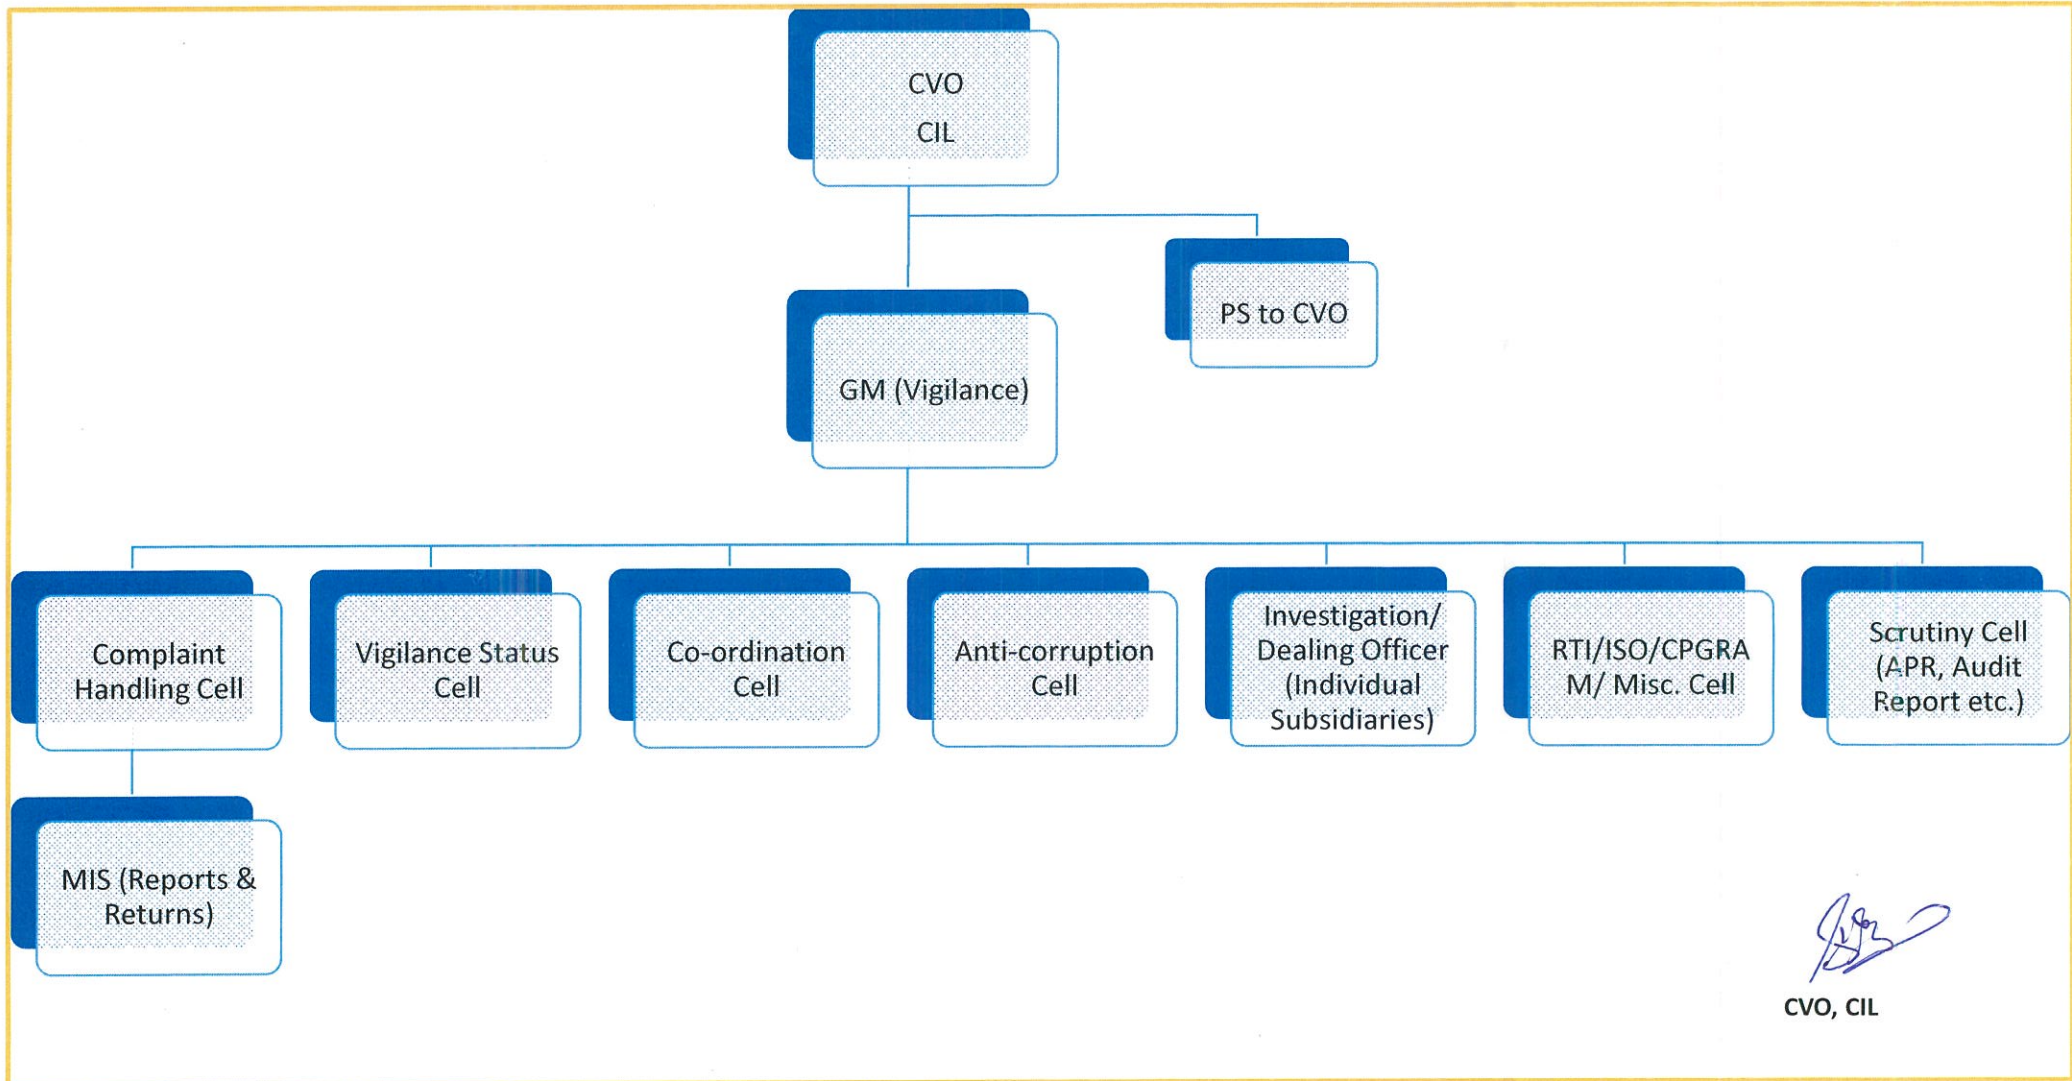 CVO
CIL
PS to CVO
GM (Vigilance)
Complaint
Handling Cell
Vigilance Status
Cell
Co-ordination
Cell
Anti-corruption
Cell
Investigation/
Dealing Officer
(Individual
Subsidiaries)
RTI/ISO/CPGRA
M/ Misc. Cell
Scrutiny Cell
(APR, Audit
Report etc.)
MIS (Reports &
Returns)
CVO, CIL